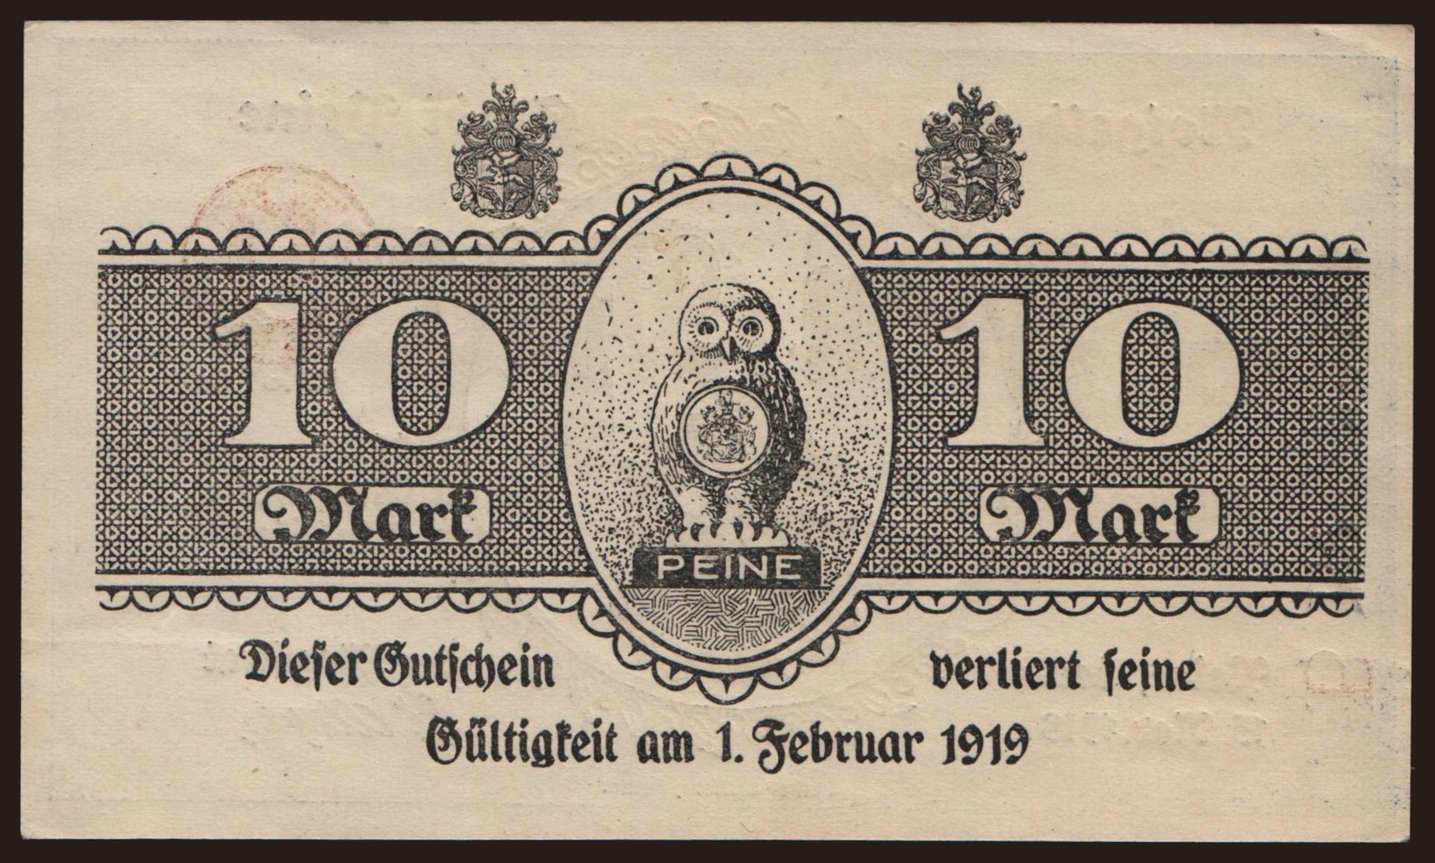 10 10
Mark Mark
PEINE
Dieser Gutschein verliert seine
Gültigkeit am 1. Februar 1919